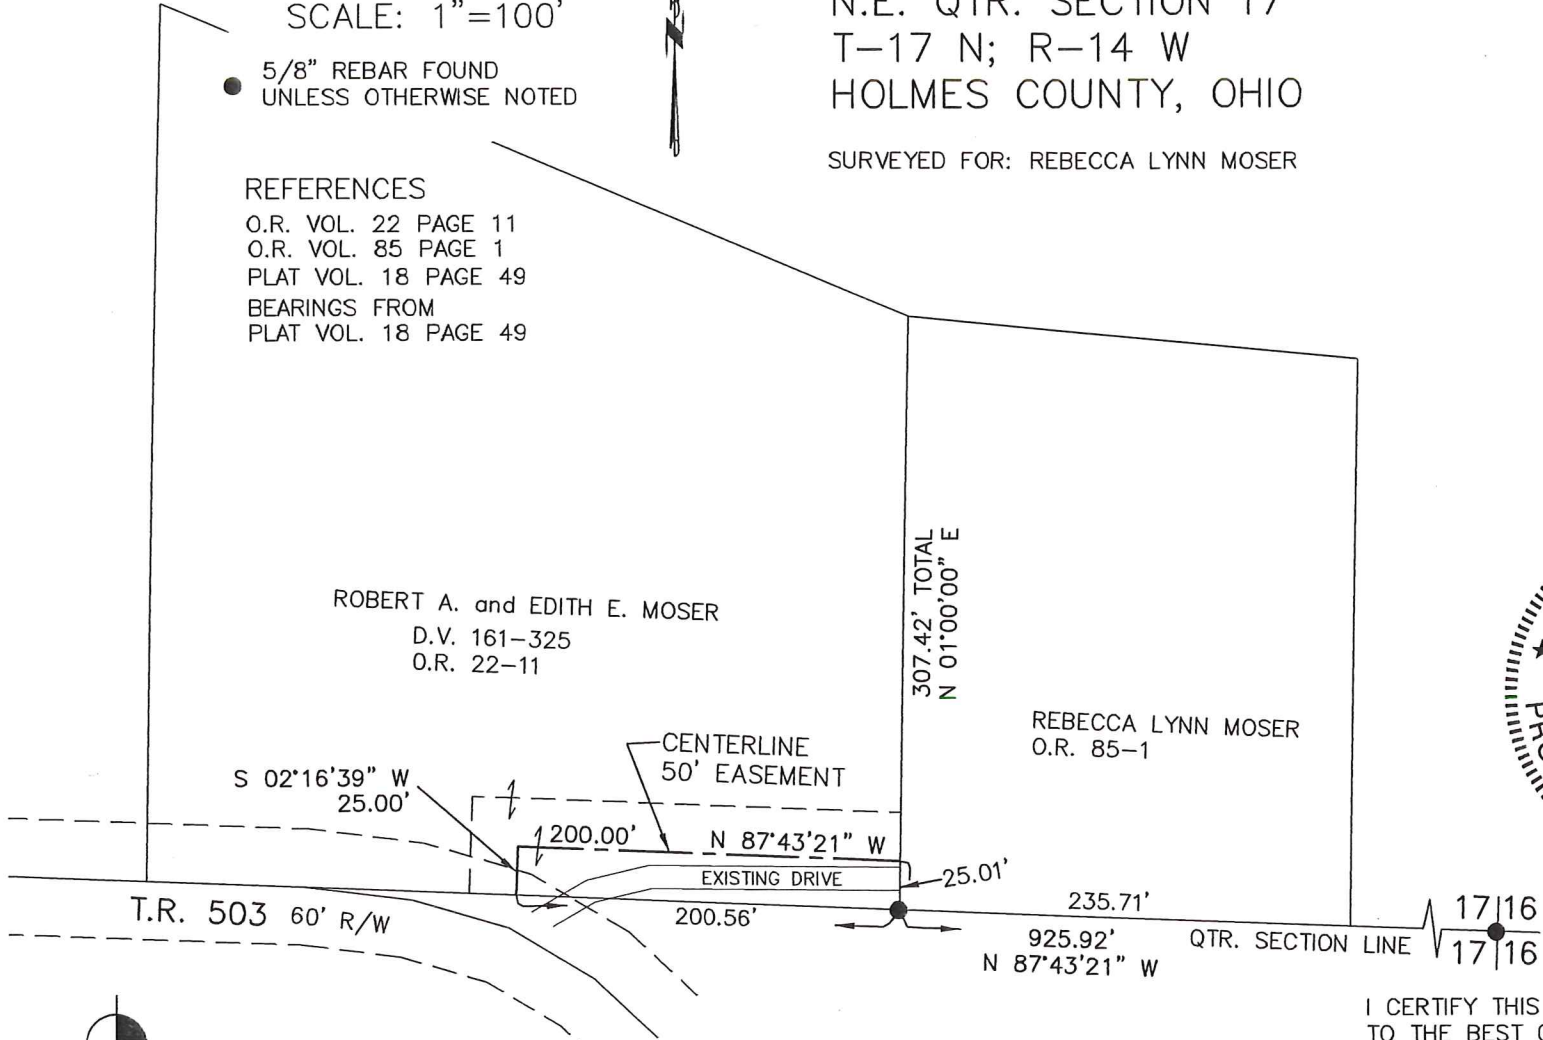 SCALE: 1"=100'
5/8" REBAR FOUND
UNLESS OTHERWISE NOTED
N.E. QTR. SECTION 17
T-17 N; R-14 W
HOLMES COUNTY, OHIO
SURVEYED FOR: REBECCA LYNN MOSER
REFERENCES
O.R. VOL. 22 PAGE 11
O.R. VOL. 85 PAGE 1
PLAT VOL. 18 PAGE 49
BEARINGS FROM
PLAT VOL. 18 PAGE 49
307.42' TOTAL
N 01°00'00" E
ROBERT A. and EDITH E. MOSER
D.V. 161-325
O.R. 22-11
REBECCA LYNN MOSER
O.R. 85-1
CENTERLINE
50' EASEMENT
S 02°16'39" W
25.00'
200.00'
N 87°43'21" W
EXISTING DRIVE
25.01'
200.56'
235.71'
T.R. 503 60' R/W
925.92'
N 87°43'21" W
QTR. SECTION LINE
17|16
17|16
I CERTIFY THIS
TO THE BEST